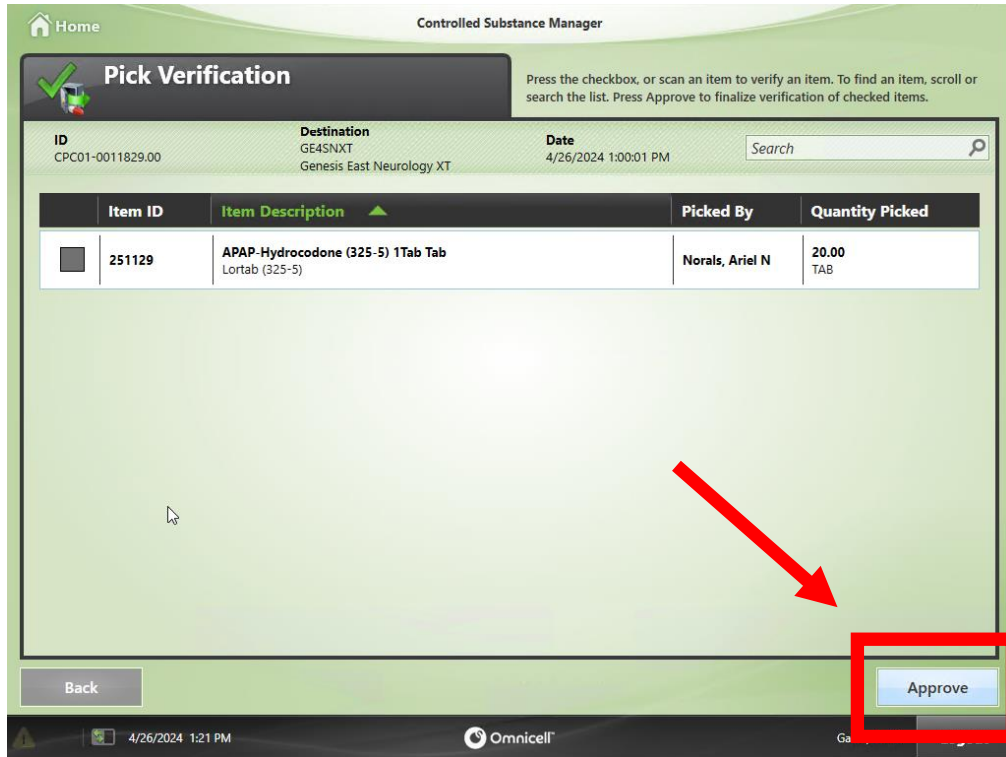 Home
Controlled Substance Manager
Pick Verification
Press the checkbox, or scan an item to verify an item. To find an item, scroll or
search the list. Press Approve to finalize verification of checked items.
ID
CPC01-0011829.00
Destination
GE4SNXT
Genesis East Neurology XT
Date
4/26/2024 1:00:01 PM
Search
Item ID Item Description Picked By Quantity Picked
251129
APAP-Hydrocodone (325-5) 1Tab Tab
Lortab (325-5)
Norals, Ariel N
20.00
TAB
Back
Approve
4/26/2024 1:21 PM
Omnicell